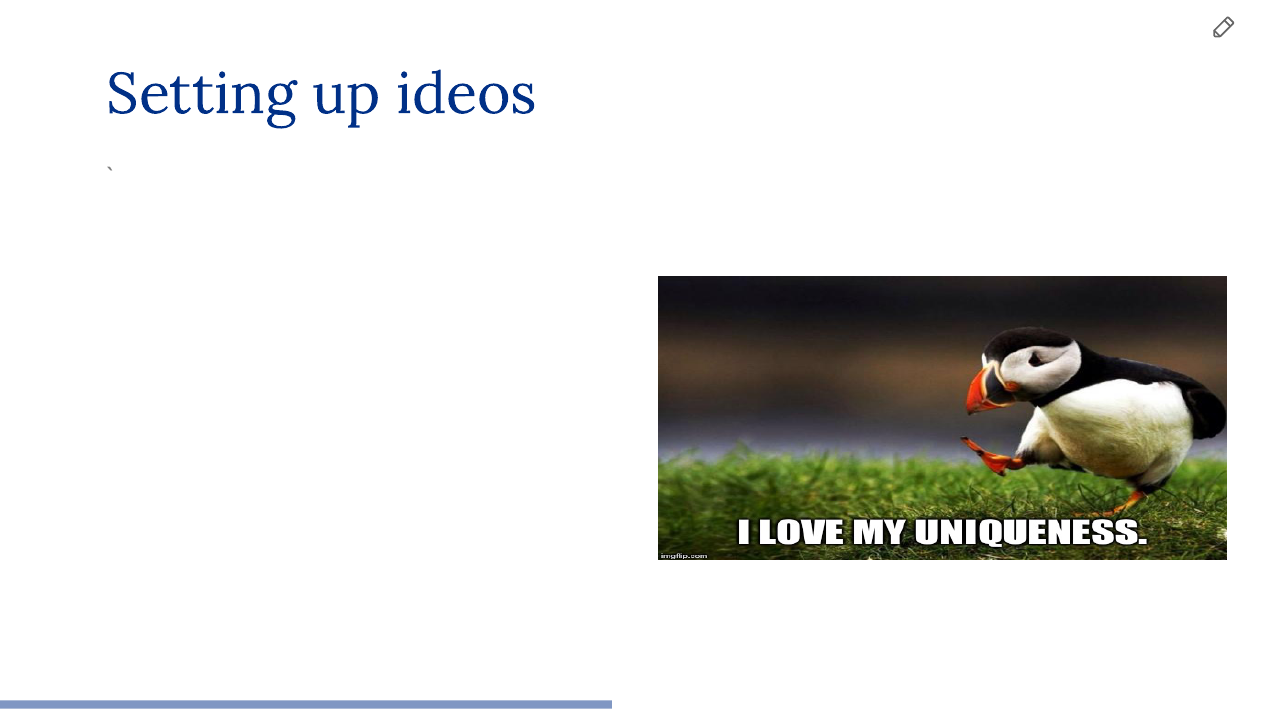 Setting up ideos
`
I LOVE MY UNIQUENESS.
imgflip.com